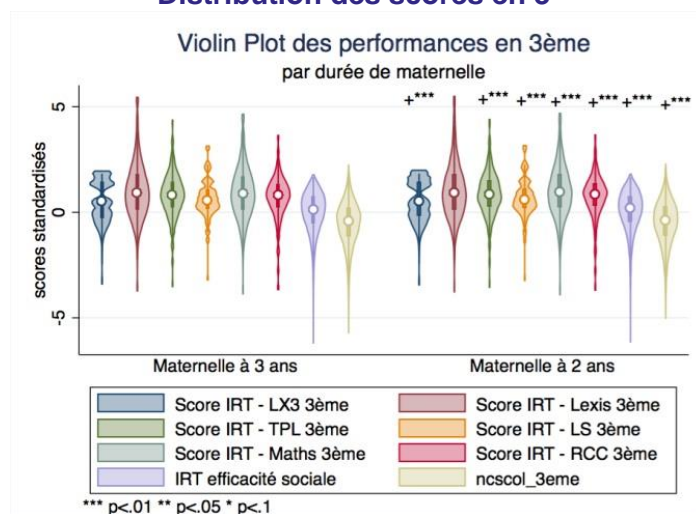 Violin Plot des performances en 3ème
par durée de maternelle
+*** +*** +*** +*** +*** +*** +***
5
0
-5
scores standardisés
Maternelle à 3 ans Maternelle à 2 ans
Score IRT - LX3 3ème Score IRT - Lexis 3ème
Score IRT - TPL 3ème Score IRT - LS 3ème
Score IRT - Maths 3ème Score IRT - RCC 3ème
IRT efficacité sociale ncscol_3eme
*** p<.01 ** p<.05 * p<.1